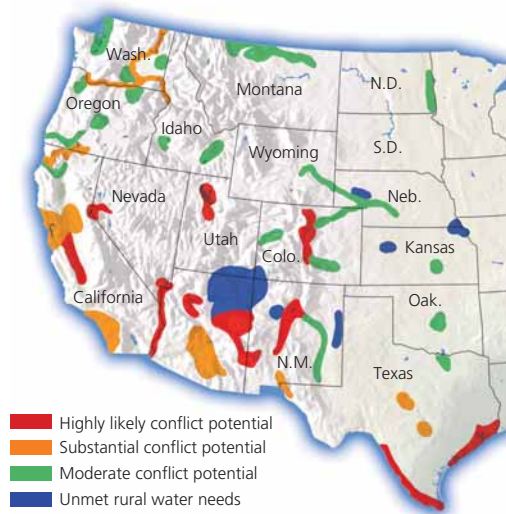 Wash.
N.D.
Montana
Oregon
S.D.
Idaho
Wyoming
Nevada
Neb.
Utah
Colo.
Kansas
California
Oak.
N.M.
Texas
Highly likely conflict potential
Substantial conflict potential
Moderate conflict potential
Unmet rural water needs